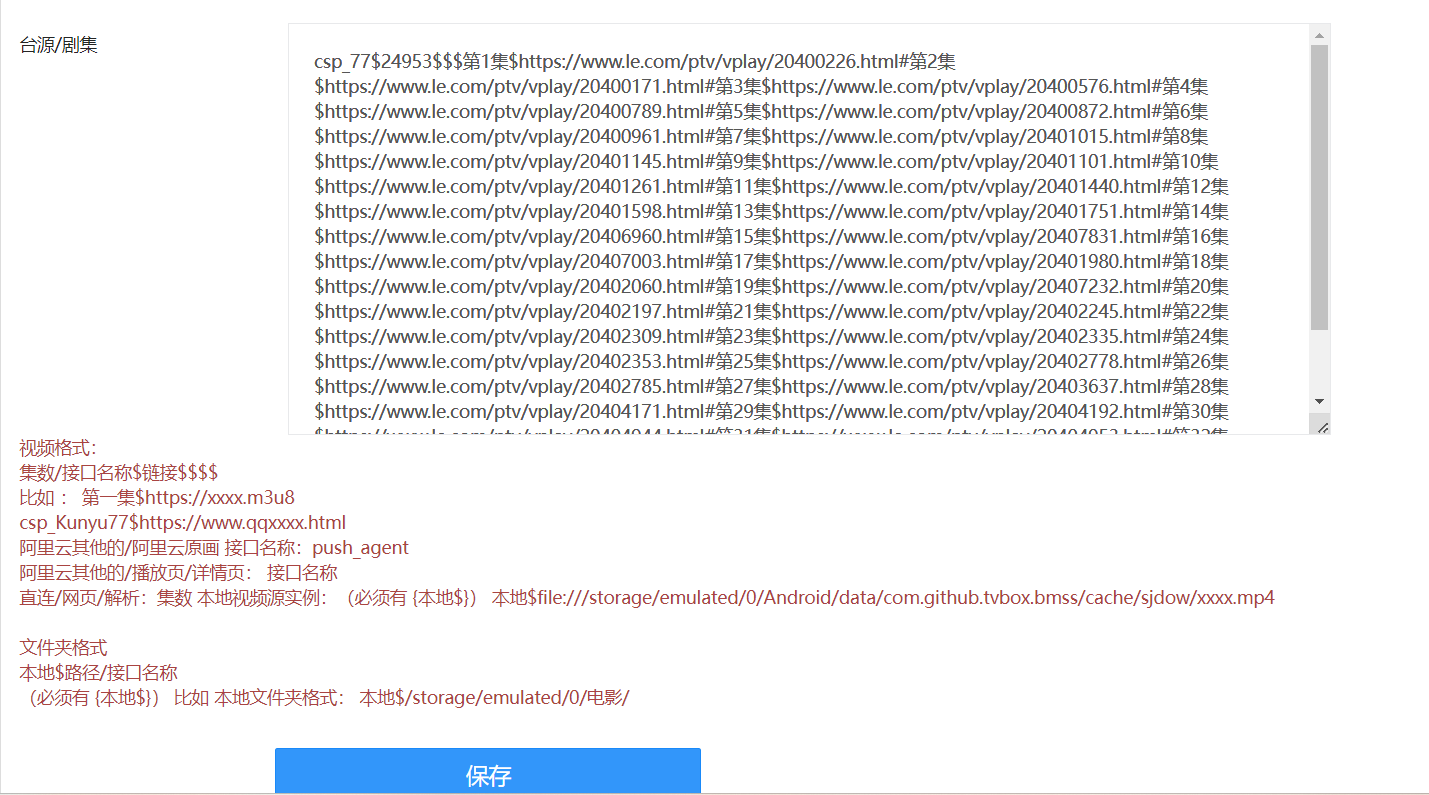 台源/剧集
csp_77$24953$$$第1集$https://www.le.com/ptv/vplay/20400226.html#第2集
$https://www.le.com/ptv/vplay/20400171.html#第3集$https://www.le.com/ptv/vplay/20400576.html#第4集
$https://www.le.com/ptv/vplay/20400789.html#第5集$https://www.le.com/ptv/vplay/20400872.html#第6集
$https://www.le.com/ptv/vplay/20400961.html#第7集$https://www.le.com/ptv/vplay/20401015.html#第8集
$https://www.le.com/ptv/vplay/20401145.html#第9集$https://www.le.com/ptv/vplay/20401101.html#第10集
$https://www.le.com/ptv/vplay/20401261.html#第11集$https://www.le.com/ptv/vplay/20401440.html#第12集
$https://www.le.com/ptv/vplay/20401598.html#第13集$https://www.le.com/ptv/vplay/20401751.html#第14集
$https://www.le.com/ptv/vplay/20406960.html#第15集$https://www.le.com/ptv/vplay/20407831.html#第16集
$https://www.le.com/ptv/vplay/20407003.html#第17集$https://www.le.com/ptv/vplay/20401980.html#第18集
$https://www.le.com/ptv/vplay/20402060.html#第19集$https://www.le.com/ptv/vplay/20407232.html#第20集
$https://www.le.com/ptv/vplay/20402197.html#第21集$https://www.le.com/ptv/vplay/20402245.html#第22集
$https://www.le.com/ptv/vplay/20402309.html#第23集$https://www.le.com/ptv/vplay/20402335.html#第24集
$https://www.le.com/ptv/vplay/20402353.html#第25集$https://www.le.com/ptv/vplay/20402778.html#第26集
$https://www.le.com/ptv/vplay/20402785.html#第27集$https://www.le.com/ptv/vplay/20403637.html#第28集
$https://www.le.com/ptv/vplay/20404171.html#第29集$https://www.le.com/ptv/vplay/20404192.html#第30集
视频格式：
集数/接口名称$链接$$$$
比如： 第一集$https://xxxx.m3u8
csp_Kunyu77$https://www.qqxxxx.html
阿里云其他的/阿里云原画 接口名称：push_agent
阿里云其他的/播放页/详情页： 接口名称
直连/网页/解析：集数 本地视频源实例：（必须有 {本地$}） 本地$file:///storage/emulated/0/Android/data/com.github.tvbox.bmss/cache/sjdow/xxxx.mp4
文件夹格式
本地$路径/接口名称
（必须有 {本地$}） 比如 本地文件夹格式： 本地$/storage/emulated/0/电影/
保存